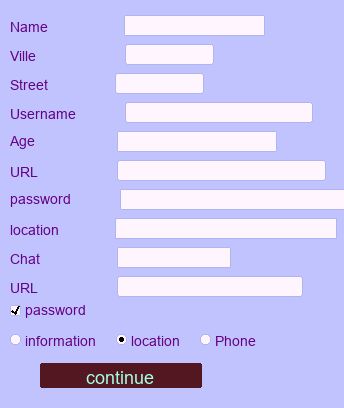 Name
Ville
Street
Username
Age
URL
password
location
Chat
URL
password
information location Phone
continue